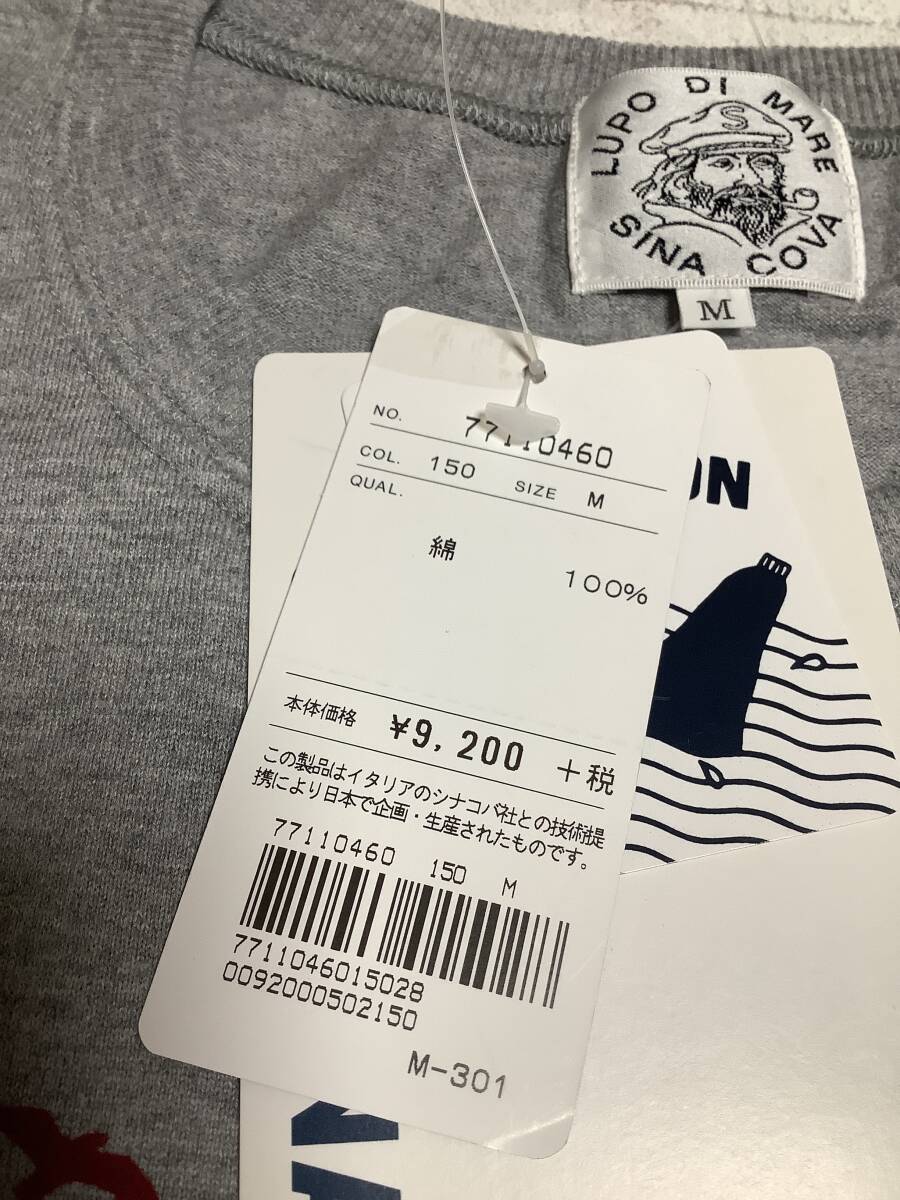 LUPO DI MARE
S
SINA COVA
M
NO. 77110460
COL. 150 SIZE M
QUAL.
綿
100%
本体価格 ¥9,200 +税
この製品はイタリアのシナコバ社との技術提
携により日本で企画・生産されたものです。
77110460 150 M
7711046015028
0092000502150
M-301